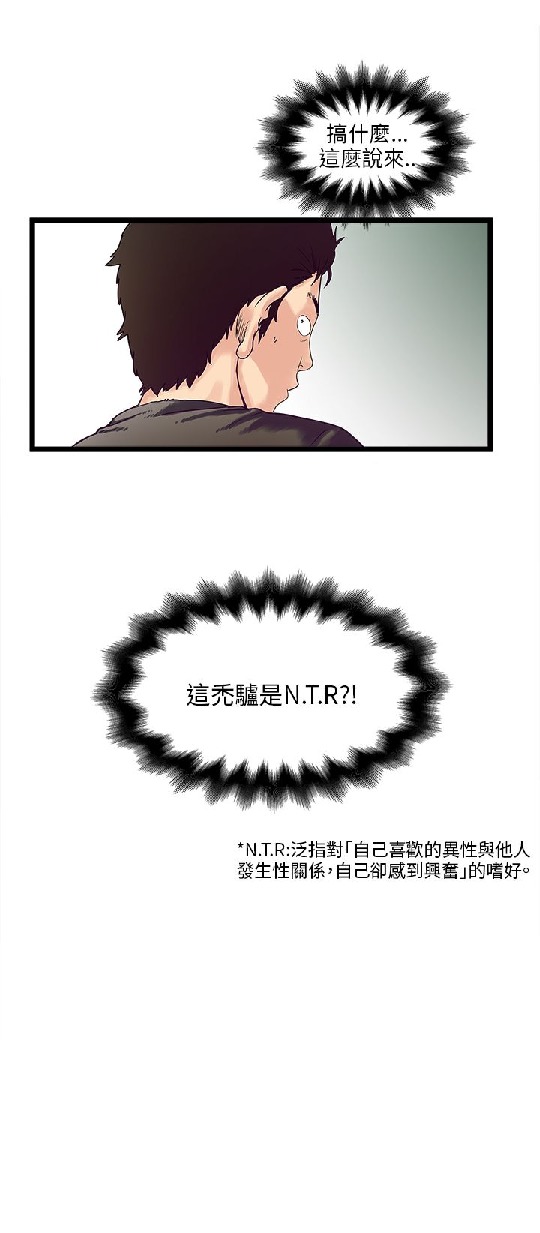 搞什麼...
這麼說來..
這禿驢是N.T.R?!
*N.T.R:泛指對「自己喜歡的異性與他人
發生性關係，自己卻感到興奮」的嗜好。